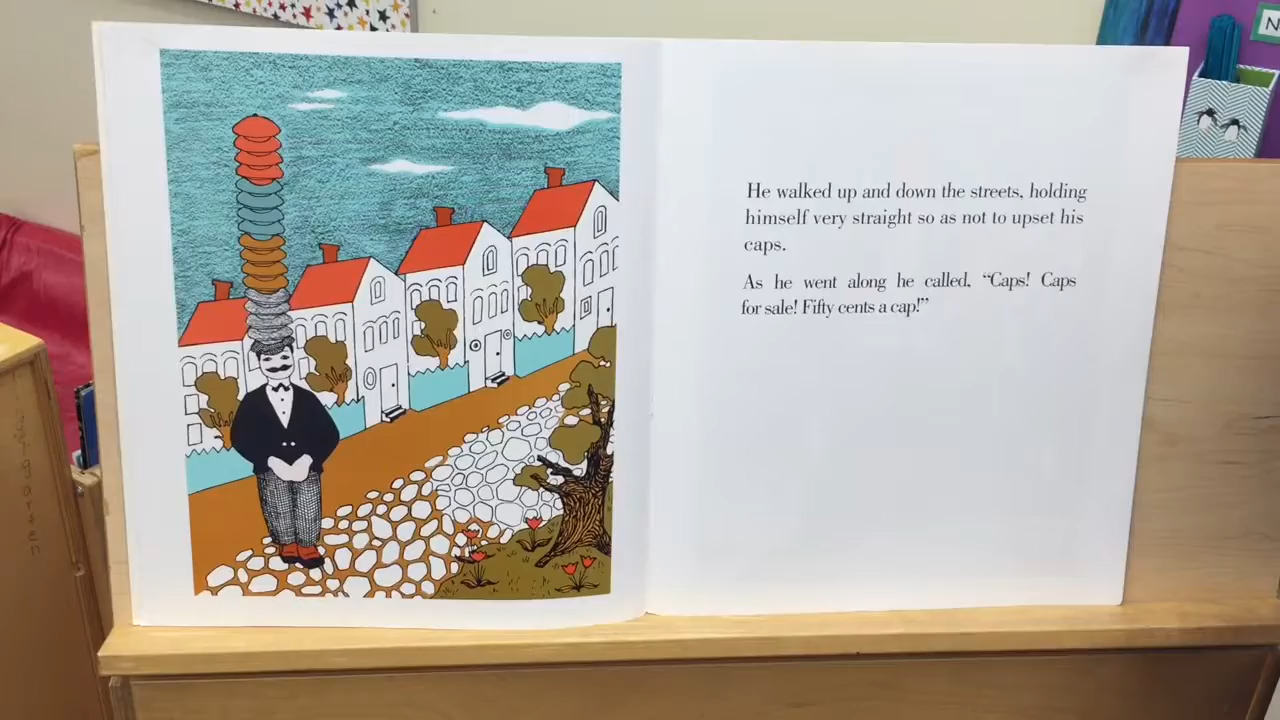 He walked up and down the streets, holding
himself very straight so as not to upset his
caps.
As he went along he called, “Caps! Caps
for sale! Fifty cents a cap!”
N